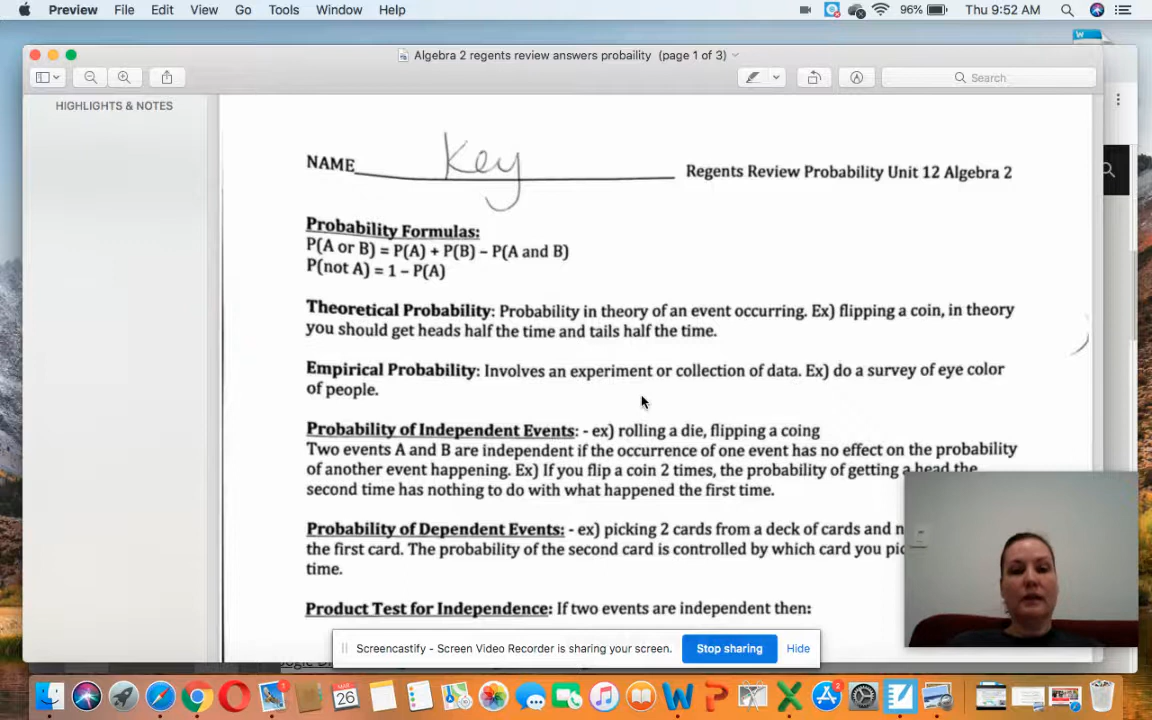 Preview File Edit View Go Tools Window Help 96% Thu 9:52 AM
Algebra 2 regents review answers probaility (page 1 of 3)
Search
HIGHLIGHTS & NOTES
NAME Key Regents Review Probability Unit 12 Algebra 2
Probability Formulas:
P(A or B) = P(A) + P(B) – P(A and B)
P(not A) = 1 – P(A)
Theoretical Probability: Probability in theory of an event occurring. Ex) flipping a coin, in theory
you should get heads half the time and tails half the time.
Empirical Probability: Involves an experiment or collection of data. Ex) do a survey of eye color
of people.
Probability of Independent Events: - ex) rolling a die, flipping a coing
Two events A and B are independent if the occurrence of one event has no effect on the probability
of another event happening. Ex) If you flip a coin 2 times, the probability of getting a head the
second time has nothing to do with what happened the first time.
Probability of Dependent Events: - ex) picking 2 cards from a deck of cards and
the first card. The probability of the second card is controlled by which card you
time.
Product Test for Independence: If two events are independent then:
Screencastify - Screen Video Recorder is sharing your screen. Stop sharing Hide
MAR
26